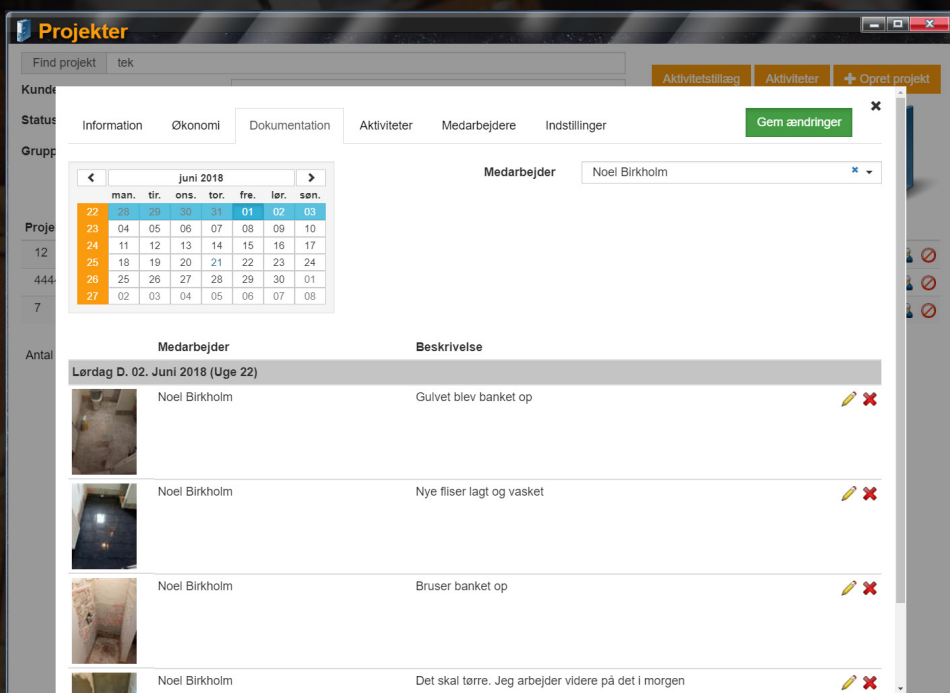 Projekter
Find projekt tek
Aktivitetstillæg Aktiviteter Opret projekt
Kunde
Status
Grupp
Information Økonomi Dokumentation Aktiviteter Medarbejdere Indstillinger Gem ændringer
Medarbejder Noel Birkholm
juni 2018
man. tir. ons. tor. fre. lør. søn.
22 28 29 30 31 01 02 03
23 04 05 06 07 08 09 10
24 11 12 13 14 15 16 17
25 18 19 20 21 22 23 24
26 25 26 27 28 29 30 01
27 02 03 04 05 06 07 08
Proje
12
444-
7
Antal
Medarbejder Beskrivelse
Lørdag D. 02. Juni 2018 (Uge 22)
Noel Birkholm Gulvet blev banket op
Noel Birkholm Nye fliser lagt og vasket
Noel Birkholm Bruser banket op
Noel Birkholm Det skal tørre. Jeg arbejder videre på det i morgen